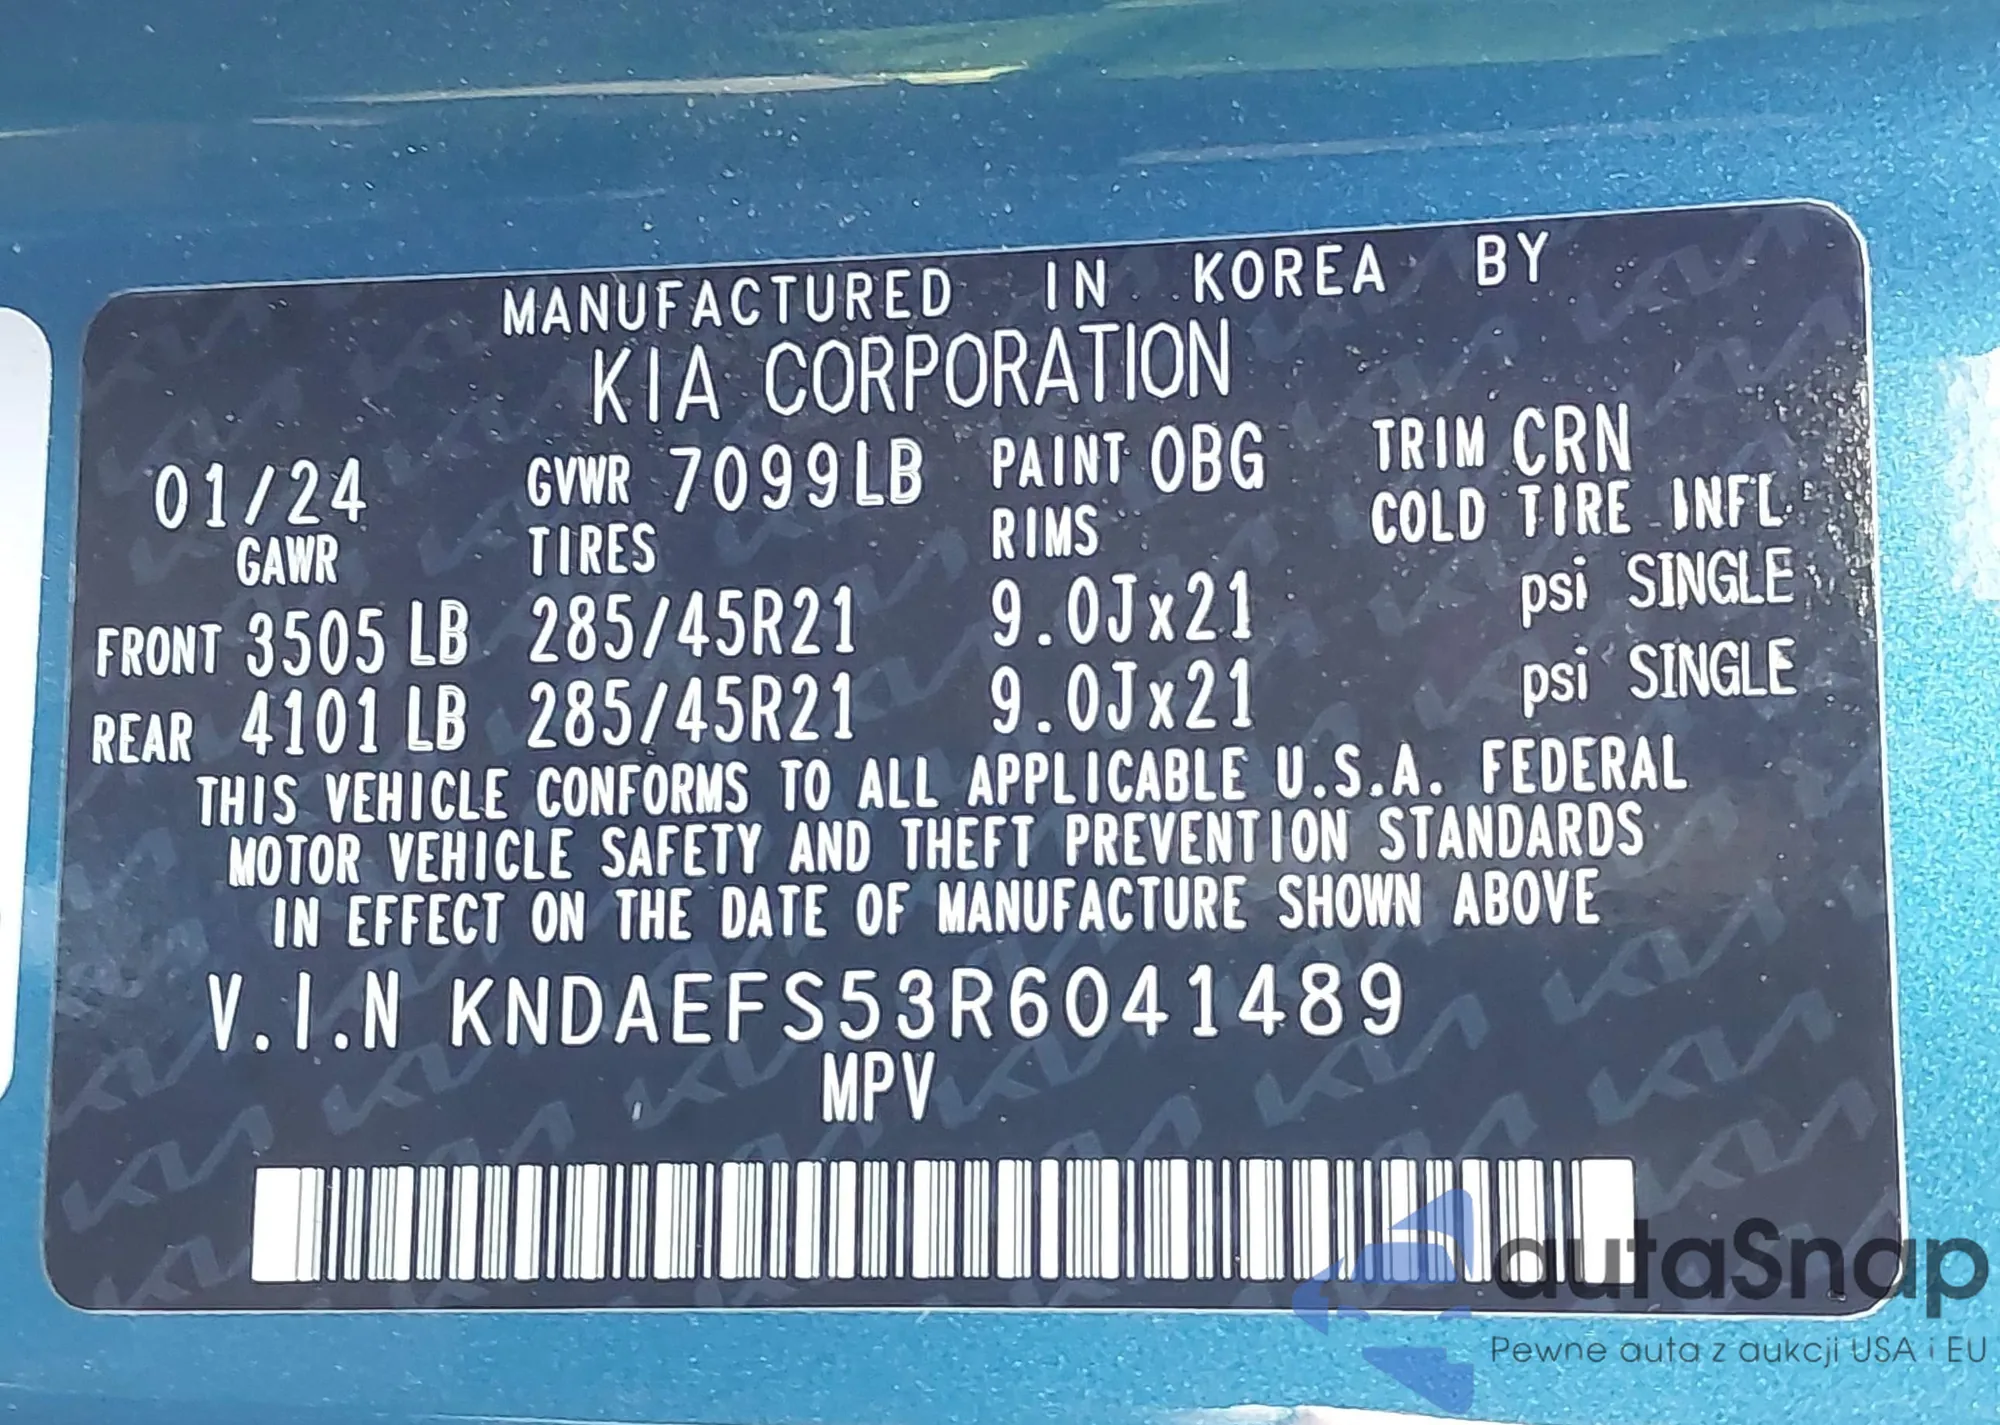 MANUFACTURED IN KOREA BY
KIA CORPORATION
01/24 GVWR 7099LB PAINT OBG TRIM CRN
GAWR TIRES RIMS COLD TIRE INFL
FRONT 3505 LB 285/45R21 9.0Jx21 psi SINGLE
REAR 4101 LB 285/45R21 9.0Jx21 psi SINGLE
THIS VEHICLE CONFORMS TO ALL APPLICABLE U.S.A. FEDERAL
MOTOR VEHICLE SAFETY AND THEFT PREVENTION STANDARDS
IN EFFECT ON THE DATE OF MANUFACTURE SHOWN ABOVE
V.I.N KNDAEFS53R6041489
MPV
autaSnap
Pewne auta z aukcji USA i EU